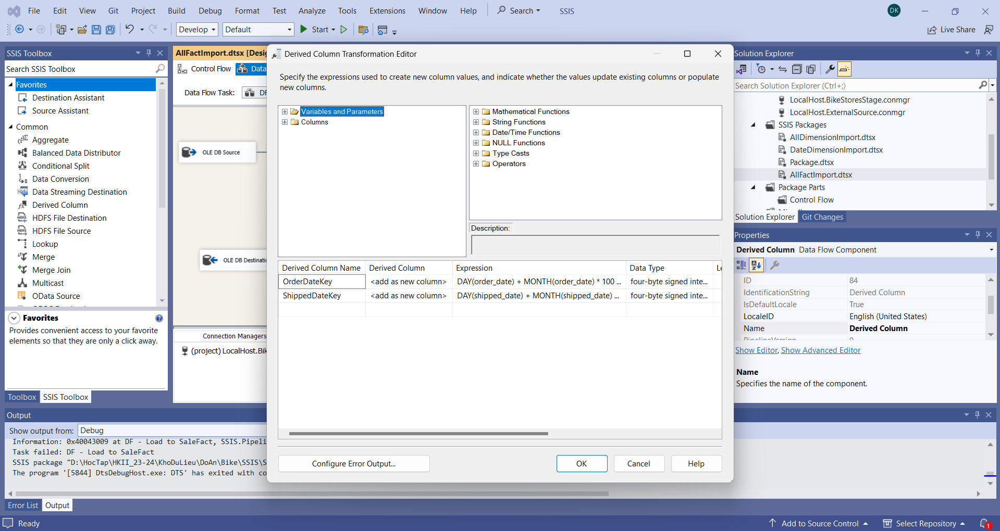 File Edit View Git Project Build Debug Format Test Analyze Tools Extensions Window Help Search SSIS DK
Develop Default Start Live Share
SSIS Toolbox
Search SSIS Toolbox
Favorites
Destination Assistant
Source Assistant
Common
Aggregate
Balanced Data Distributor
Conditional Split
Data Conversion
Data Streaming Destination
Derived Column
HDFS File Destination
HDFS File Source
Lookup
Merge
Merge Join
Multicast
OData Source
Favorites
Provides convenient access to your favorite
elements so that they are only a click away.
Toolbox SSIS Toolbox
AllFactImport.dtsx [Desig
Control Flow Data
Data Flow Task: DF
OLE DB Source
OLE DB Destinatio
Connection Managers
(project) LocalHost.Bik
Derived Column Transformation Editor
Specify the expressions used to create new column values, and indicate whether the values update existing columns or populate
new columns.
Variables and Parameters
Columns
Mathematical Functions
String Functions
Date/Time Functions
NULL Functions
Type Casts
Operators
Description:
Derived Column Name Derived Column Expression Data Type Le
OrderDateKey <add as new column> DAY(order_date) + MONTH(order_date) * 100 ... four-byte signed inte...
ShippedDateKey <add as new column> DAY(shipped_date) + MONTH(shipped_date) ... four-byte signed inte...
Configure Error Output... OK Cancel Help
Solution Explorer
Search Solution Explorer (Ctrl+;)
LocalHost.BikeStoresStage.conmgr
LocalHost.ExternalSource.conmgr
SSIS Packages
AllDimensionImport.dtsx
DateDimensionImport.dtsx
Package.dtsx
AllFactImport.dtsx
Package Parts
Control Flow
Solution Explorer Git Changes
Properties
Derived Column Data Flow Component
ID 84
IdentificationString Derived Column
IsDefaultLocale True
LocaleID English (United States)
Name Derived Column
PipelineVersion 0
Show Editor, Show Advanced Editor
Name
Specifies the name of the component.
Output
Show output from: Debug
Information: 0x40043009 at DF - Load to SaleFact, SSIS.Pipeli
Task failed: DF - Load to SaleFact
SSIS package "D:\HocTap\HKII_23-24\KhoDuLieu\DoAn\Bike\SSIS\S
The program '[5844] DtsDebugHost.exe: DTS' has exited with co
Error List Output
Ready Add to Source Control Select Repository 1